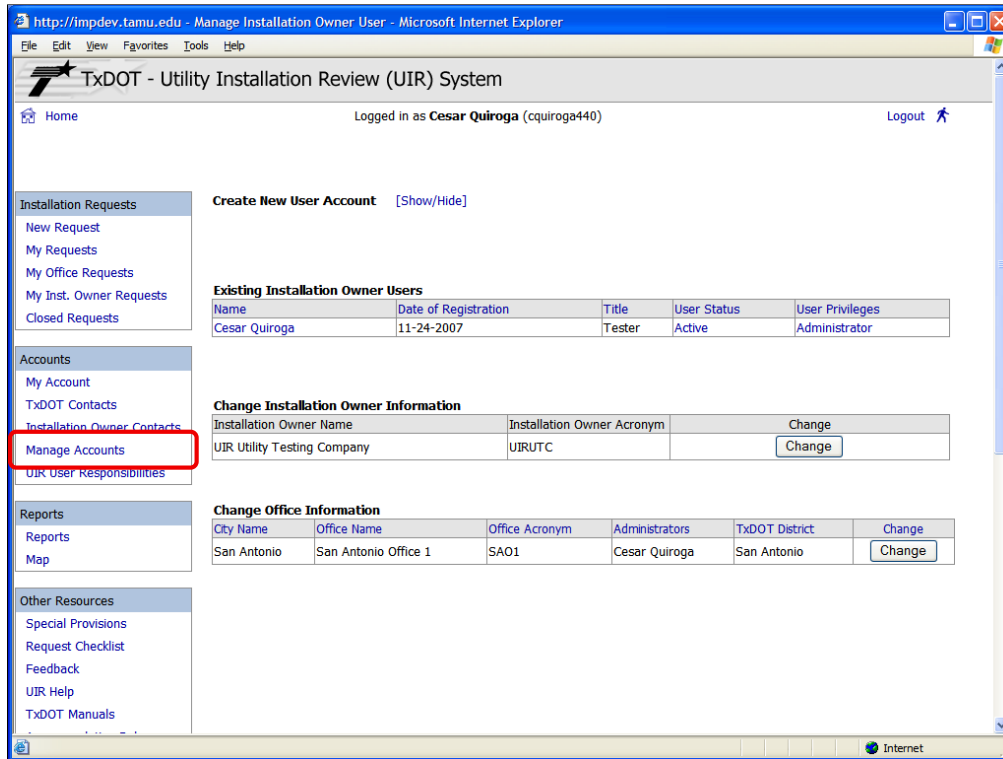 http://impdev.tamu.edu - Manage Installation Owner User - Microsoft Internet Explorer
File Edit View Favorites Tools Help
TxDOT - Utility Installation Review (UIR) System
Home Logged in as Cesar Quiroga (cquiroga440) Logout
Installation Requests
New Request
My Requests
My Office Requests
My Inst. Owner Requests
Closed Requests
Accounts
My Account
TxDOT Contacts
Installation Owner Contacts
Manage Accounts
UIR User Responsibilities
Reports
Reports
Map
Other Resources
Special Provisions
Request Checklist
Feedback
UIR Help
TxDOT Manuals
Create New User Account [Show/Hide]
Existing Installation Owner Users
Name Date of Registration Title User Status User Privileges
Cesar Quiroga 11-24-2007 Tester Active Administrator
Change Installation Owner Information
Installation Owner Name Installation Owner Acronym Change
UIR Utility Testing Company UIRUTC Change
Change Office Information
City Name Office Name Office Acronym Administrators TxDOT District Change
San Antonio San Antonio Office 1 SAO1 Cesar Quiroga San Antonio Change
Internet